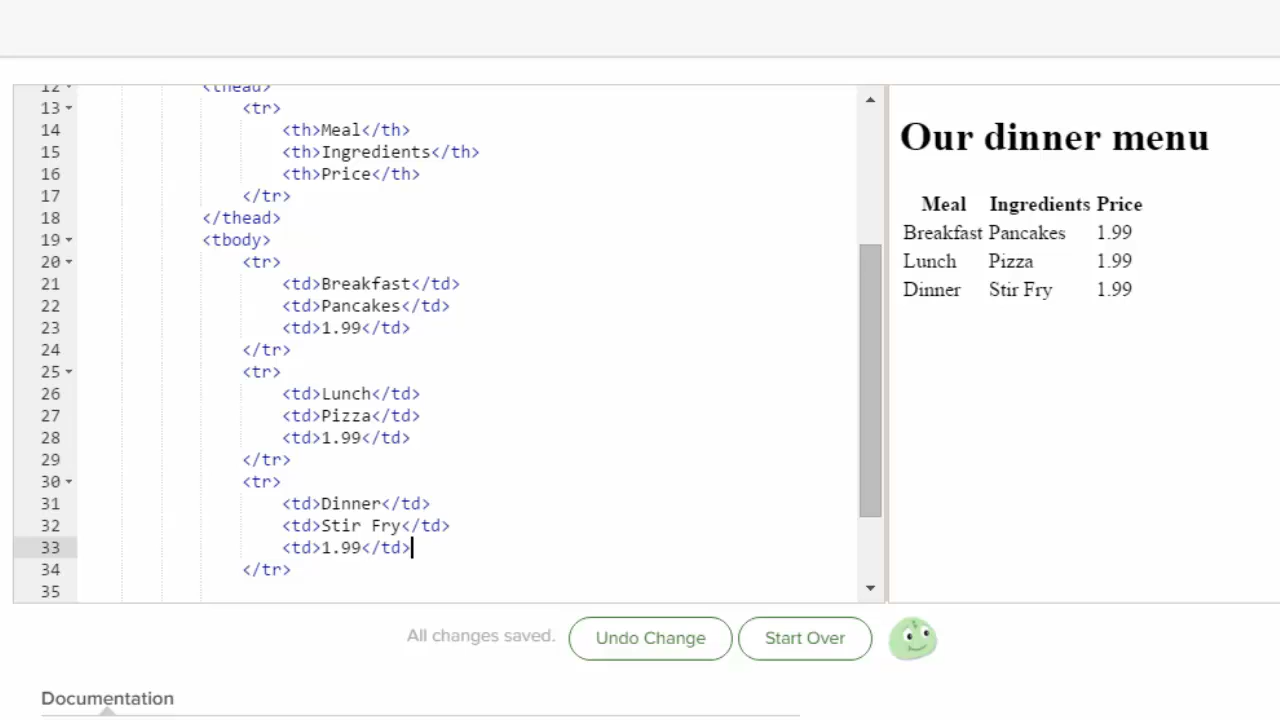 12 <thead>
13 <tr>
14 <th>Meal</th>
15 <th>Ingredients</th>
16 <th>Price</th>
17 </tr>
18 </thead>
19 <tbody>
20 <tr>
21 <td>Breakfast</td>
22 <td>Pancakes</td>
23 <td>1.99</td>
24 </tr>
25 <tr>
26 <td>Lunch</td>
27 <td>Pizza</td>
28 <td>1.99</td>
29 </tr>
30 <tr>
31 <td>Dinner</td>
32 <td>Stir Fry</td>
33 <td>1.99</td>
34 </tr>
35
Our dinner menu
Meal Ingredients Price
Breakfast Pancakes 1.99
Lunch Pizza 1.99
Dinner Stir Fry 1.99
All changes saved. Undo Change Start Over
Documentation